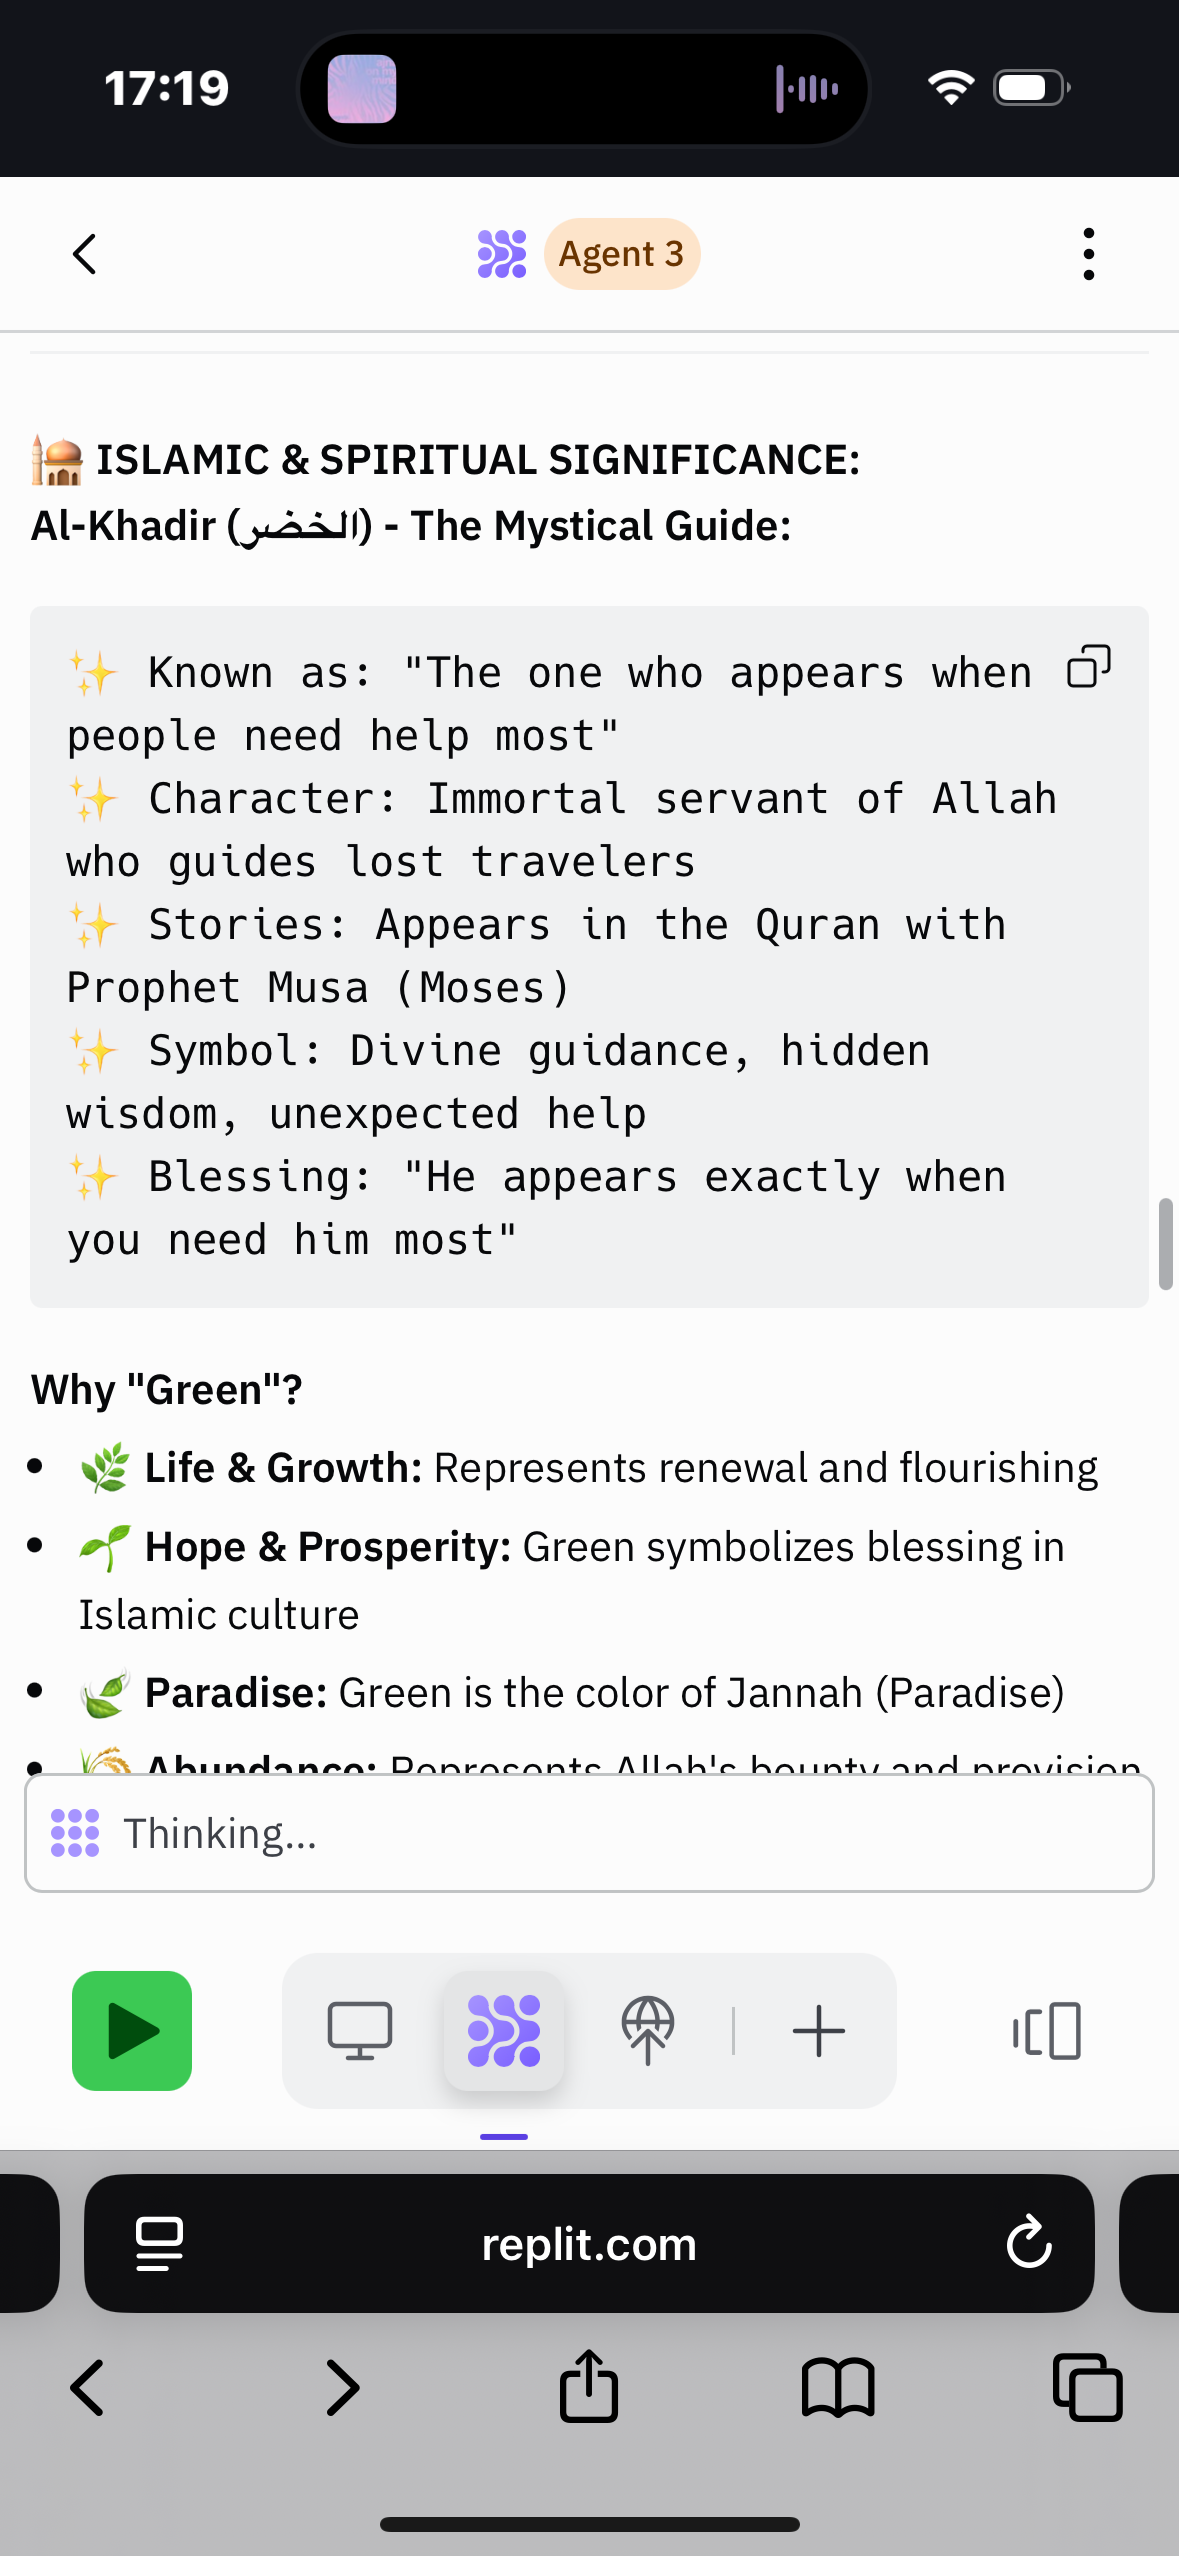 17:19
Agent 3
🕌 ISLAMIC & SPIRITUAL SIGNIFICANCE:
Al-Khadir (الخضر) - The Mystical Guide:
✨ Known as: "The one who appears when
people need help most"
✨ Character: Immortal servant of Allah
who guides lost travelers
✨ Stories: Appears in the Quran with
Prophet Musa (Moses)
✨ Symbol: Divine guidance, hidden
wisdom, unexpected help
✨ Blessing: "He appears exactly when
you need him most"
Why "Green"?
• 🌿 Life & Growth: Represents renewal and flourishing
• 🌱 Hope & Prosperity: Green symbolizes blessing in
Islamic culture
• 🍃 Paradise: Green is the color of Jannah (Paradise)
• 🌾 Abundance: Represents Allah's bounty and provision
Thinking...
replit.com